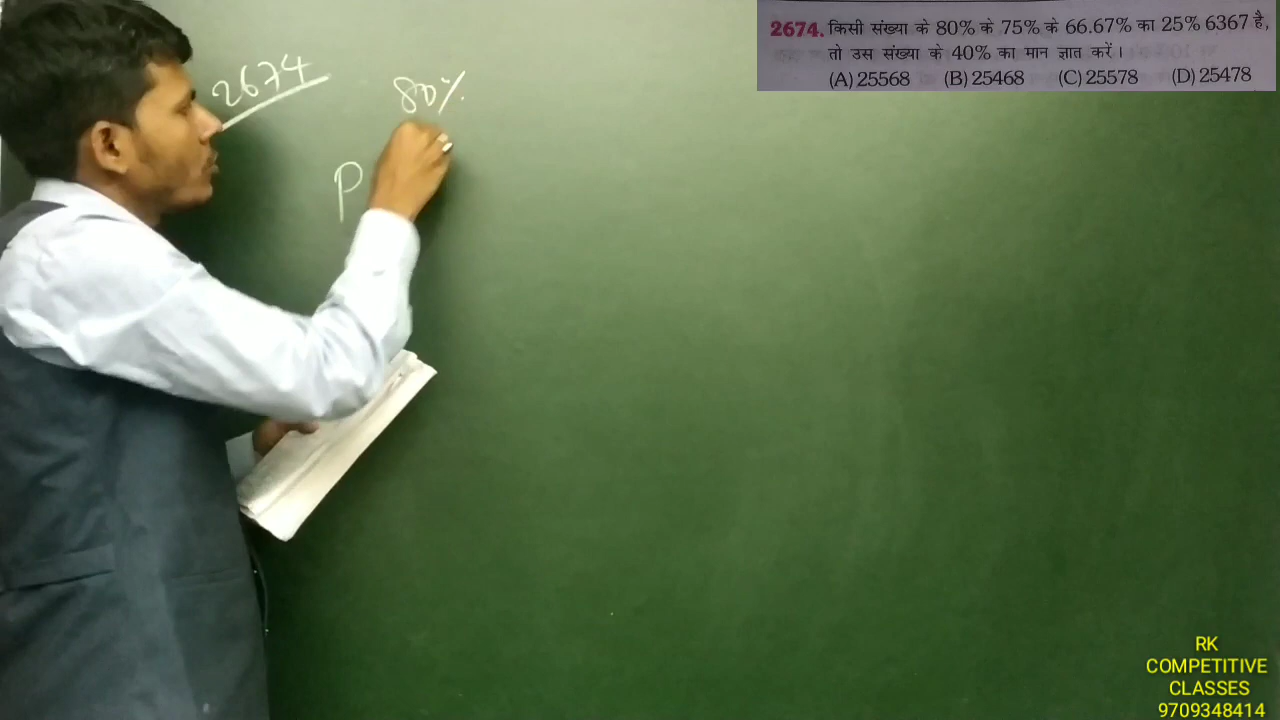 2674. किसी संख्या के 80% के 75% के 66.67% का 25% 6367 है,
तो उस संख्या के 40% का मान ज्ञात करें।
(A) 25568 (B) 25468 (C) 25578 (D) 25478
2674
80%
P
RK
COMPETITIVE
CLASSES
9709348414